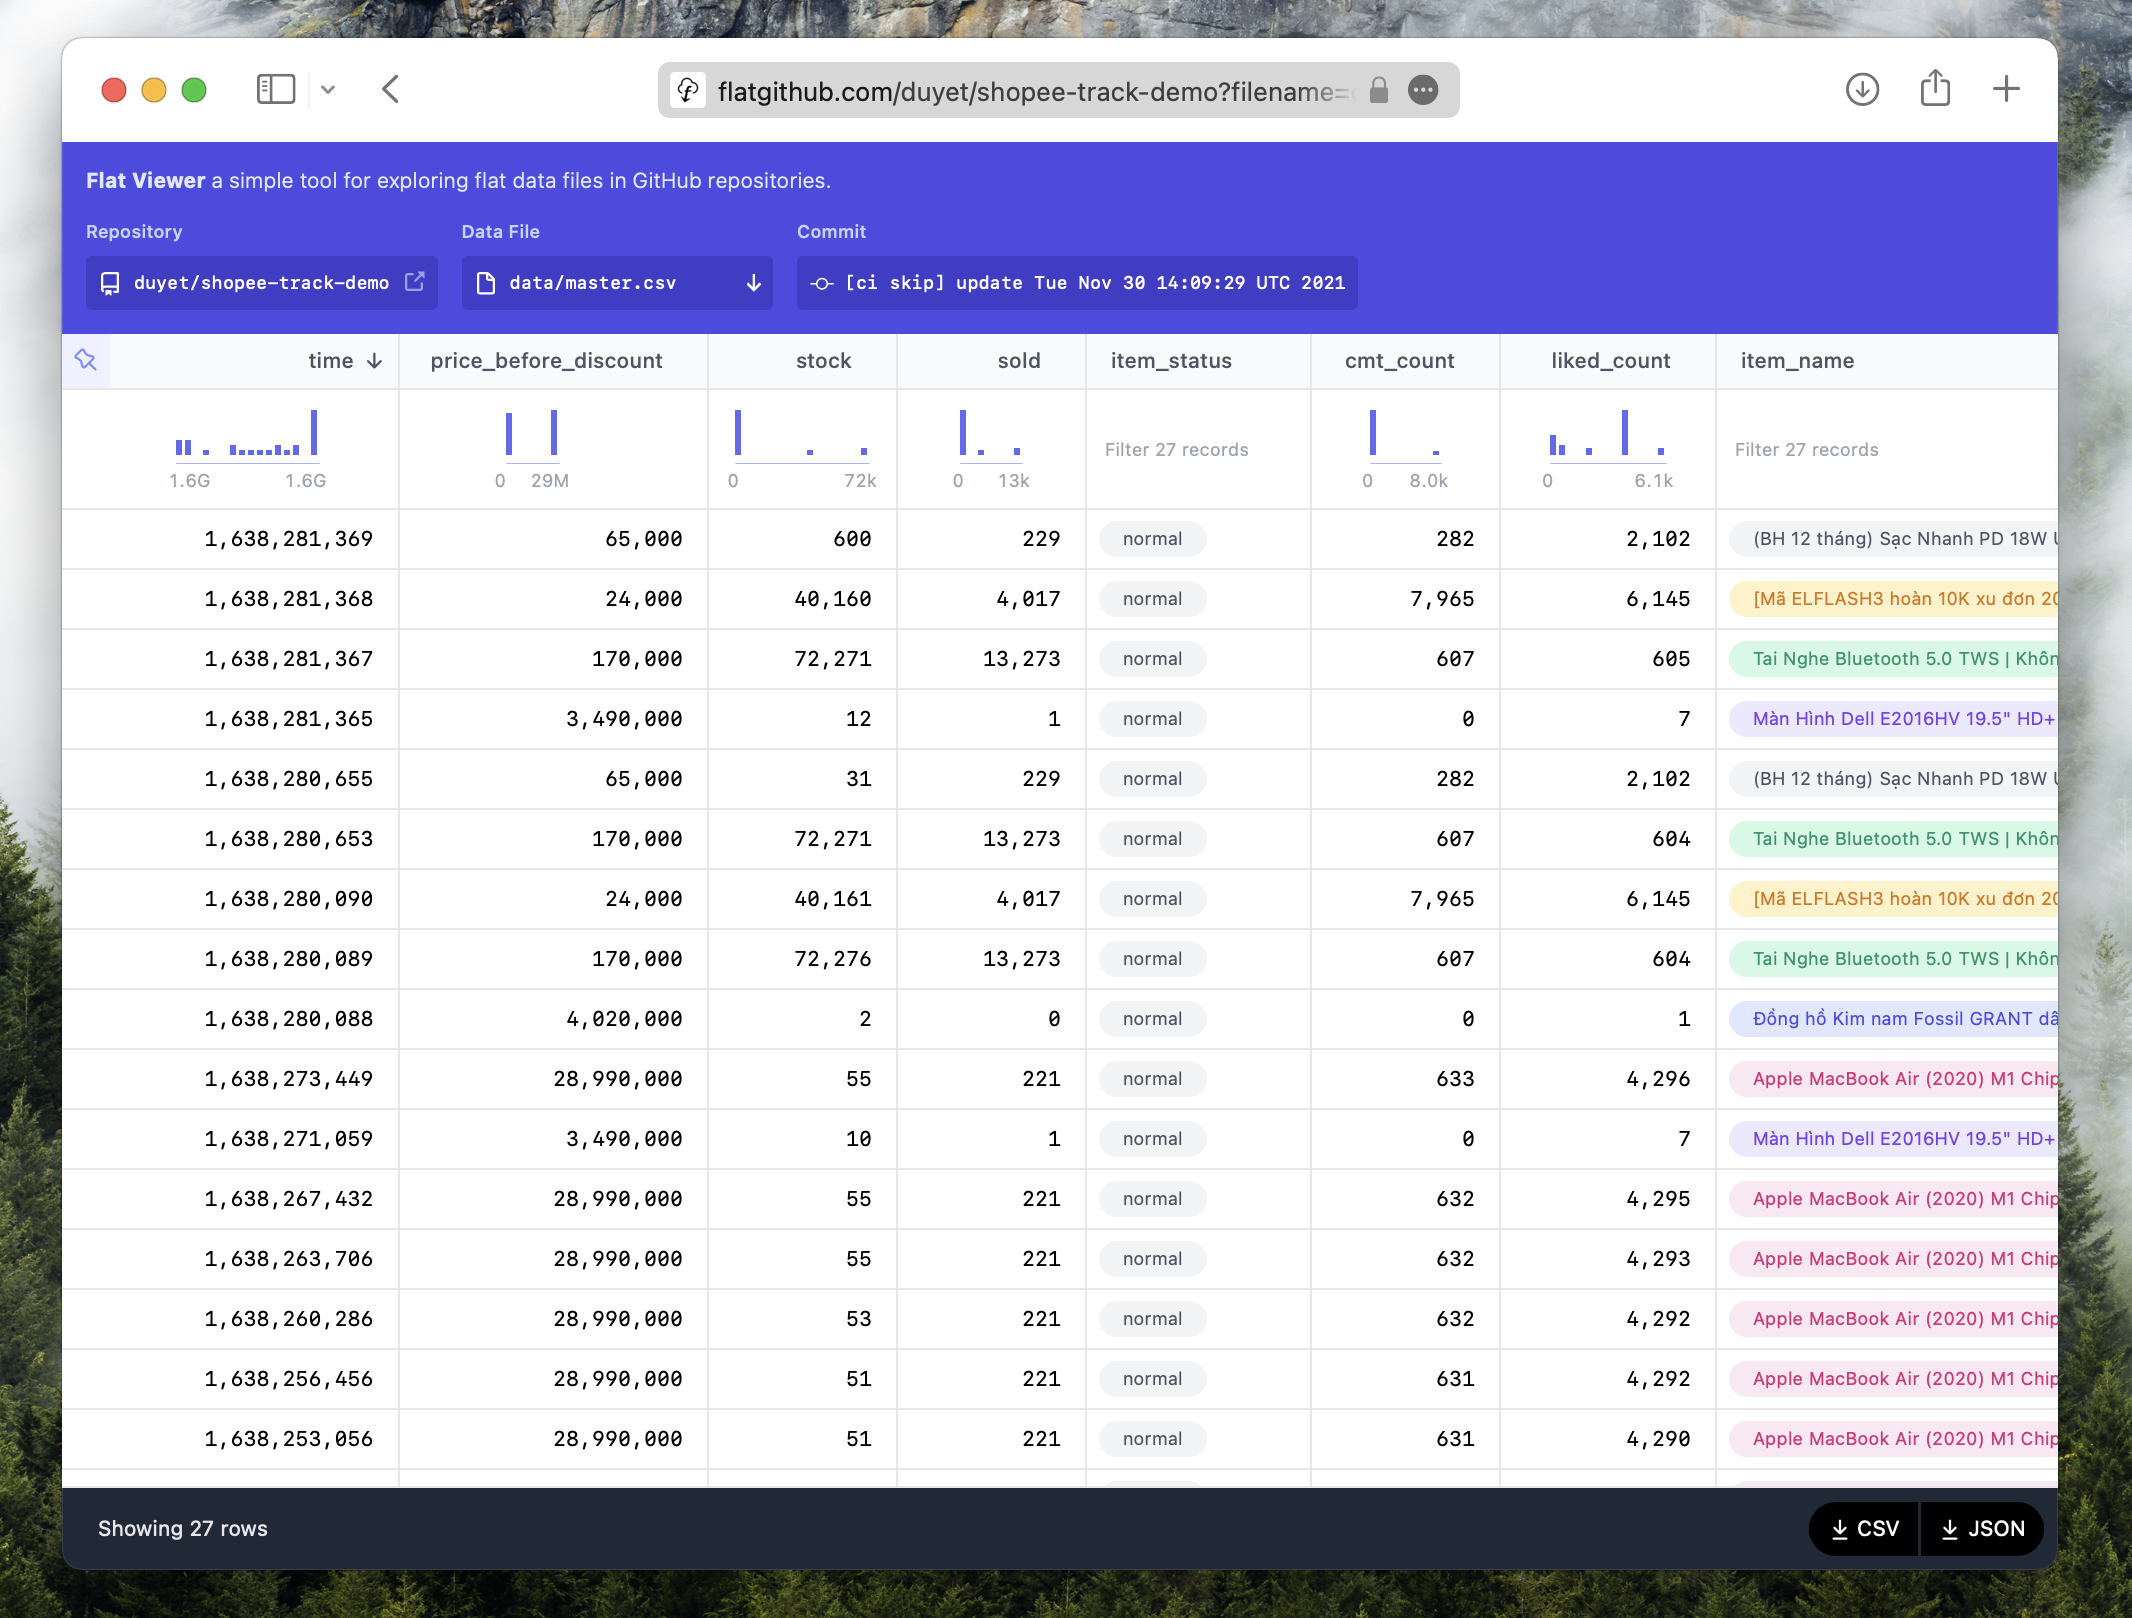 flatgithub.com/duyet/shopee-track-demo?filename=
Flat Viewer a simple tool for exploring flat data files in GitHub repositories.
Repository Data File Commit
duyet/shopee-track-demo data/master.csv [ci skip] update Tue Nov 30 14:09:29 UTC 2021
time price_before_discount stock sold item_status cmt_count liked_count item_name
Filter 27 records Filter 27 records
1.6G 1.6G 0 29M 0 72k 0 13k 0 8.0k 0 6.1k
1,638,281,369 65,000 600 229 normal 282 2,102 (BH 12 tháng) Sạc Nhanh PD 18W
1,638,281,368 24,000 40,160 4,017 normal 7,965 6,145 [Mã ELFLASH3 hoàn 10K xu đơn 20
1,638,281,367 170,000 72,271 13,273 normal 607 605 Tai Nghe Bluetooth 5.0 TWS | Khôn
1,638,281,365 3,490,000 12 1 normal 0 7 Màn Hình Dell E2016HV 19.5" HD+
1,638,280,655 65,000 31 229 normal 282 2,102 (BH 12 tháng) Sạc Nhanh PD 18W
1,638,280,653 170,000 72,271 13,273 normal 607 604 Tai Nghe Bluetooth 5.0 TWS | Khôn
1,638,280,090 24,000 40,161 4,017 normal 7,965 6,145 [Mã ELFLASH3 hoàn 10K xu đơn 20
1,638,280,089 170,000 72,276 13,273 normal 607 604 Tai Nghe Bluetooth 5.0 TWS | Khôn
1,638,280,088 4,020,000 2 0 normal 0 1 Đồng hồ Kim nam Fossil GRANT dâ
1,638,273,449 28,990,000 55 221 normal 633 4,296 Apple MacBook Air (2020) M1 Chip
1,638,271,059 3,490,000 10 1 normal 0 7 Màn Hình Dell E2016HV 19.5" HD+
1,638,267,432 28,990,000 55 221 normal 632 4,295 Apple MacBook Air (2020) M1 Chip
1,638,263,706 28,990,000 55 221 normal 632 4,293 Apple MacBook Air (2020) M1 Chip
1,638,260,286 28,990,000 53 221 normal 632 4,292 Apple MacBook Air (2020) M1 Chip
1,638,256,456 28,990,000 51 221 normal 631 4,292 Apple MacBook Air (2020) M1 Chip
1,638,253,056 28,990,000 51 221 normal 631 4,290 Apple MacBook Air (2020) M1 Chip
Showing 27 rows CSV JSON